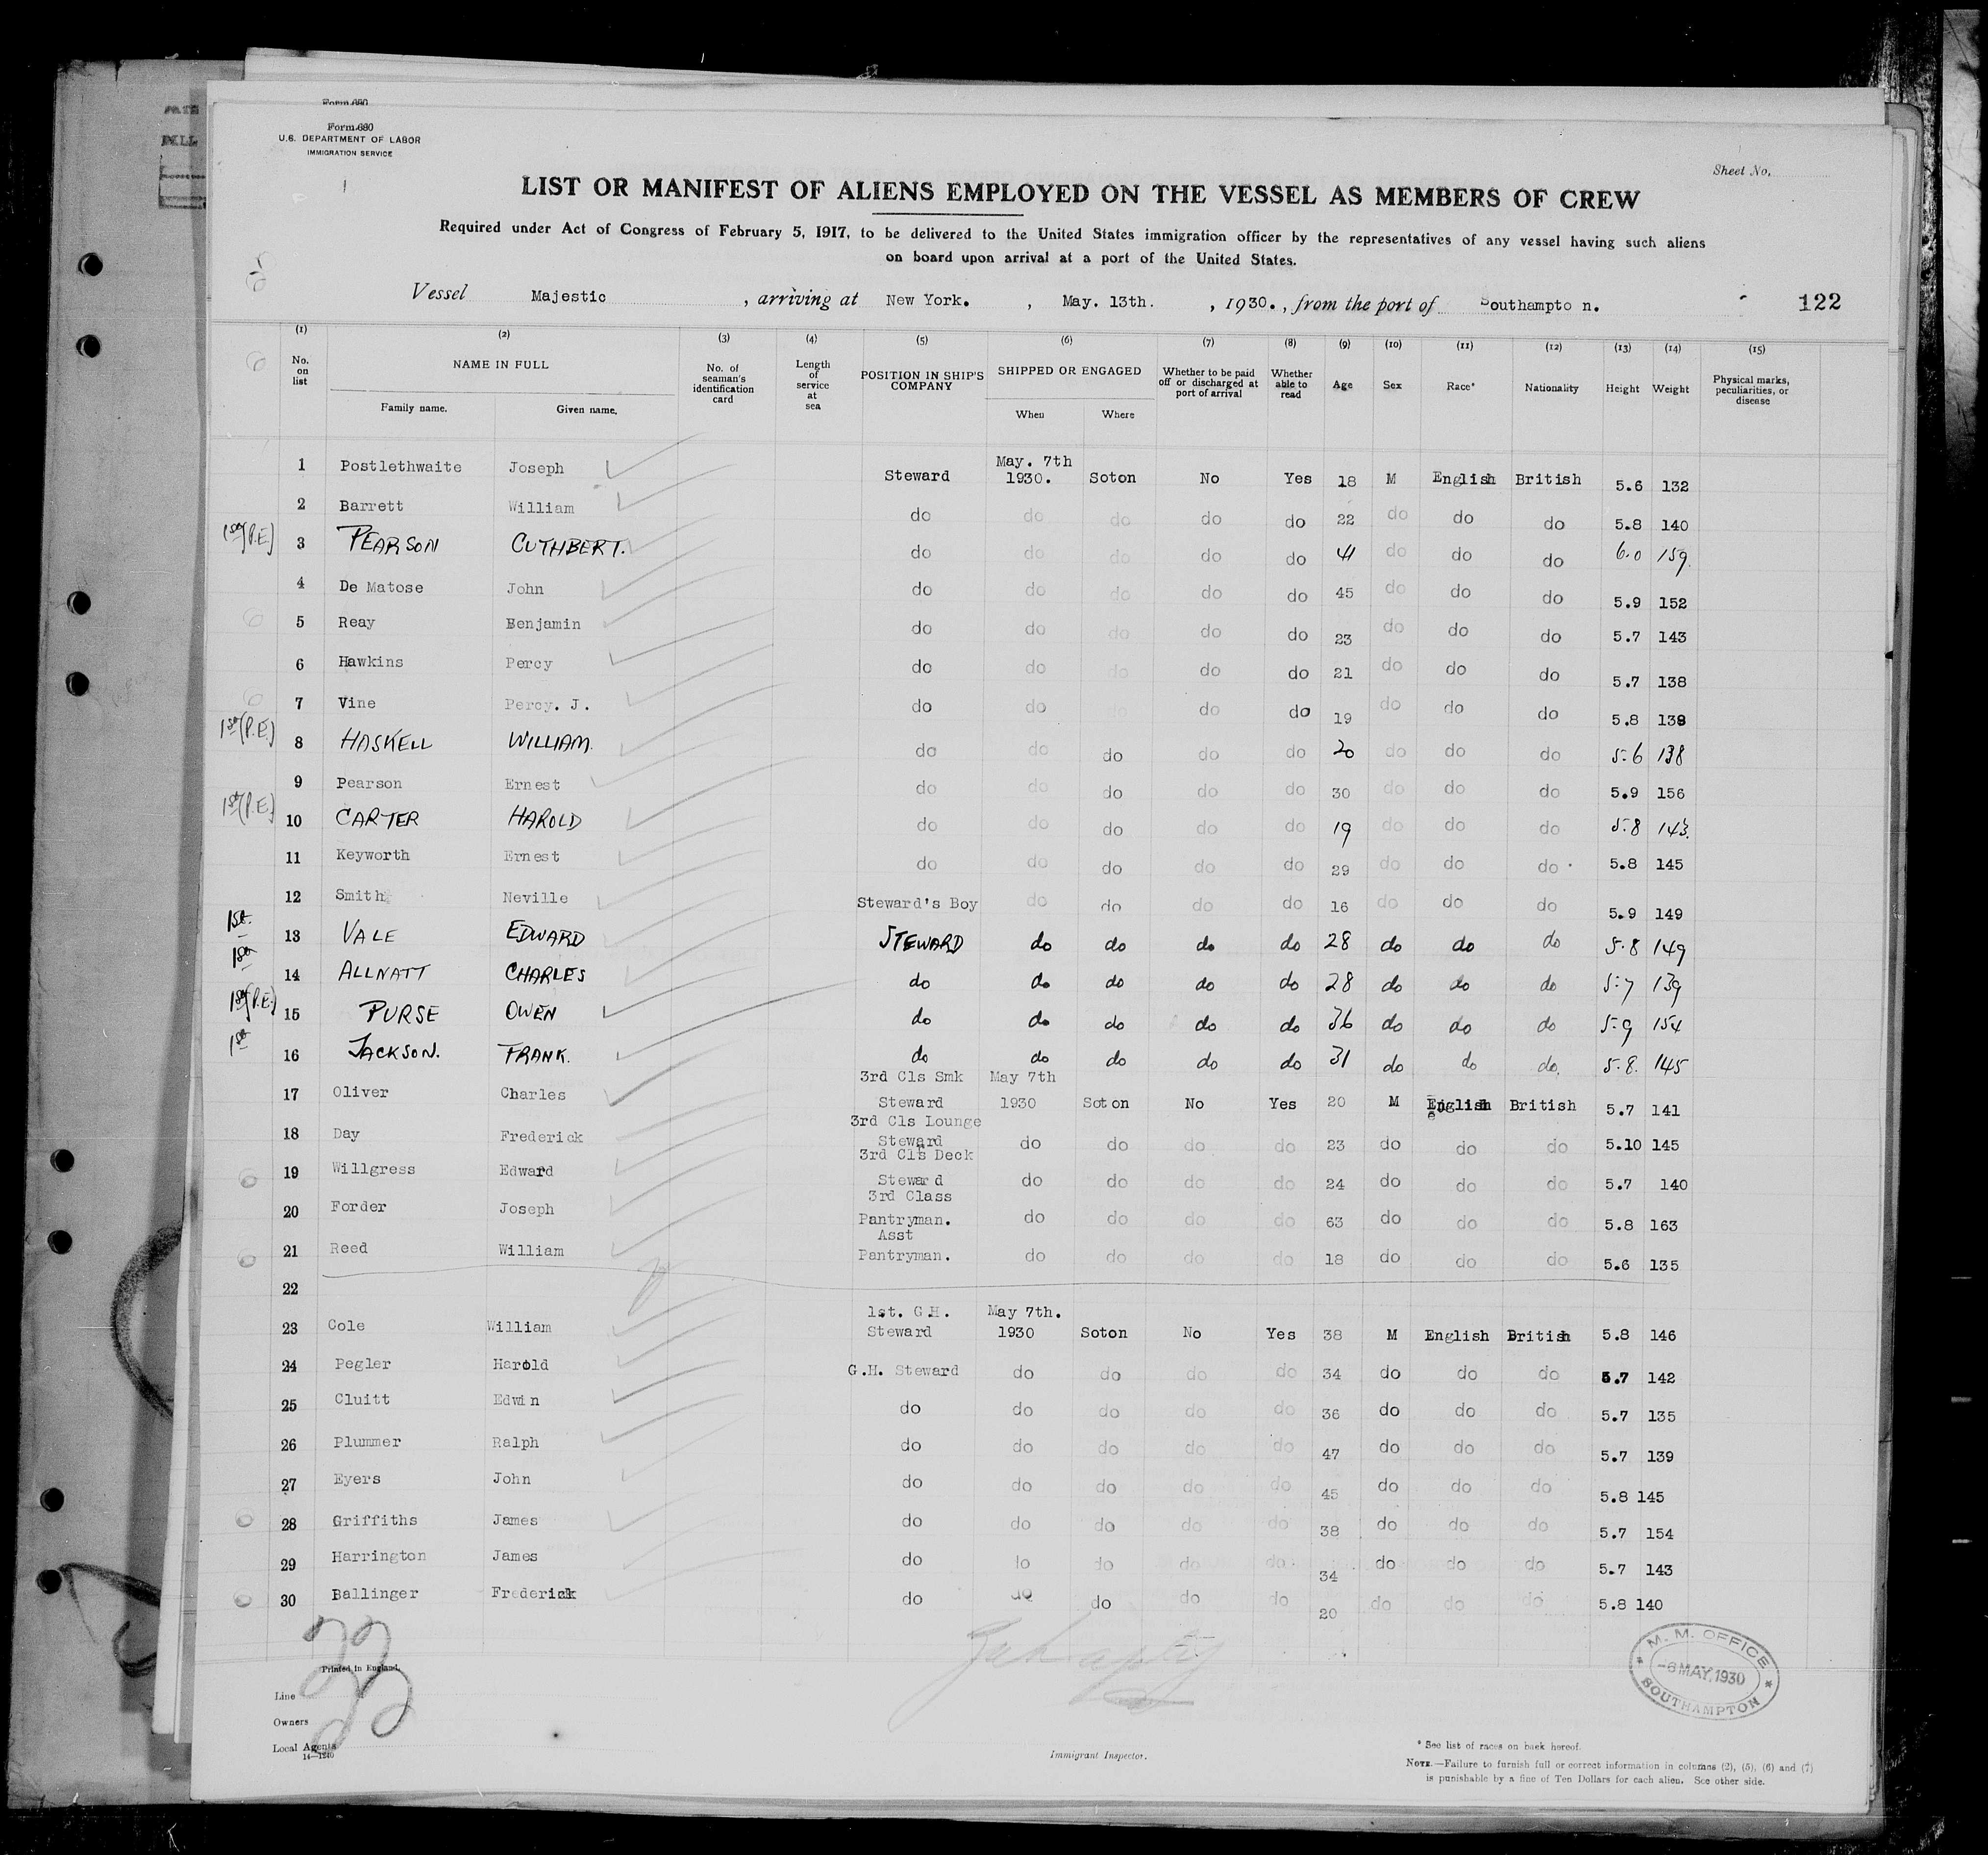 Form 680
Form 680
U.S. DEPARTMENT OF LABOR
IMMIGRATION SERVICE
Sheet No.
LIST OR MANIFEST OF ALIENS EMPLOYED ON THE VESSEL AS MEMBERS OF CREW
Required under Act of Congress of February 5, 1917, to be delivered to the United States immigration officer by the representatives of any vessel having such aliens
on board upon arrival at a port of the United States.
Vessel Majestic , arriving at New York. , May. 13th. , 1930. , from the port of Southampto n. 122
(1) (2) (3) (4) (5) (6) (7) (8) (9) (10) (11) (12) (13) (14) (15)
No. on list NAME IN FULL Family name. Given name. No. of seaman's identification card Length of service at sea POSITION IN SHIP'S COMPANY SHIPPED OR ENGAGED When Where Whether to be paid off or discharged at port of arrival Whether able to read Age Sex Race* Nationality Height Weight Physical marks, peculiarities, or disease
1 Postlethwaite Joseph Steward May. 7th 1930. Soton No Yes 18 M English British 5.6 132
2 Barrett William do do do do do 22 do do do 5.8 140
1st (P.E.) 3 PEARSON CUTHBERT. do do do do do 41 do do do 6.0 159.
4 De Matose John do do do do do 45 do do do 5.9 152
5 Reay Benjamin do do do do do 23 do do do 5.7 143
6 Hawkins Percy do do do do do 21 do do do 5.7 138
7 Vine Percy. J. do do do do 19 do do do 5.8 138
1st (P.E.) 8 HASKELL WILLIAM. do do do do do 20 do do do 5.6 138
9 Pearson Ernest do do do do do 30 do do do 5.9 156
1st (P.E.) 10 CARTER HAROLD do do do do do 19 do do do 5.8 143.
11 Keyworth Ernest do do do do do 29 do do do 5.8 145
12 Smith Neville Steward's Boy do do do do 16 do do do 5.9 149
1st. 13 VALE EDWARD STEWARD do do do do 28 do do do 5.8 149
1st 14 ALLNATT CHARLES do do do do do 28 do do do 5.7 139
1st (P.E.) 15 PURSE OWEN do do do do do 36 do do do 5.9 154
1st 16 JACKSON. FRANK. do do do do do 31 do do do. 5.8. 145
17 Oliver Charles 3rd Cls Smk Steward May 7th 1930 Soton No Yes 20 M English British 5.7 141
18 Day Frederick 3rd Cls Lounge Steward do do do do 23 do do do 5.10 145
19 Willgress Edward 3rd Cls Deck Steward do do do do 24 do do do 5.7 140
20 Forder Joseph 3rd Class Pantryman. do do do do 63 do do do 5.8 163
21 Reed William Asst Pantryman. do do do do 18 do do do 5.6 135
22
23 Cole William 1st. G.H. Steward May 7th. 1930 Soton No Yes 38 M English British 5.8 146
24 Pegler Harold G.H. Steward do do do do 34 do do do 5.7 142
25 Cluitt Edwin do do do do do 36 do do do 5.7 135
26 Plummer Ralph do do do do do 47 do do do 5.7 139
27 Eyers John do do do do do 45 do do do 5.8 145
28 Griffiths James do do do do do 38 do do do 5.7 154
29 Harrington James do do do do do 34 do do do 5.7 143
30 Ballinger Frederick do do do do do 20 do do do 5.8 140
Printed in England.
Line
Owners
Local Agents
14—1240
Immigrant Inspector.
M. M. OFFICE
-6 MAY. 1930
SOUTHAMPTON
* See list of races on back hereof.
NOTE.—Failure to furnish full or correct information in columns (2), (5), (6) and (7)
is punishable by a fine of Ten Dollars for each alien. See other side.